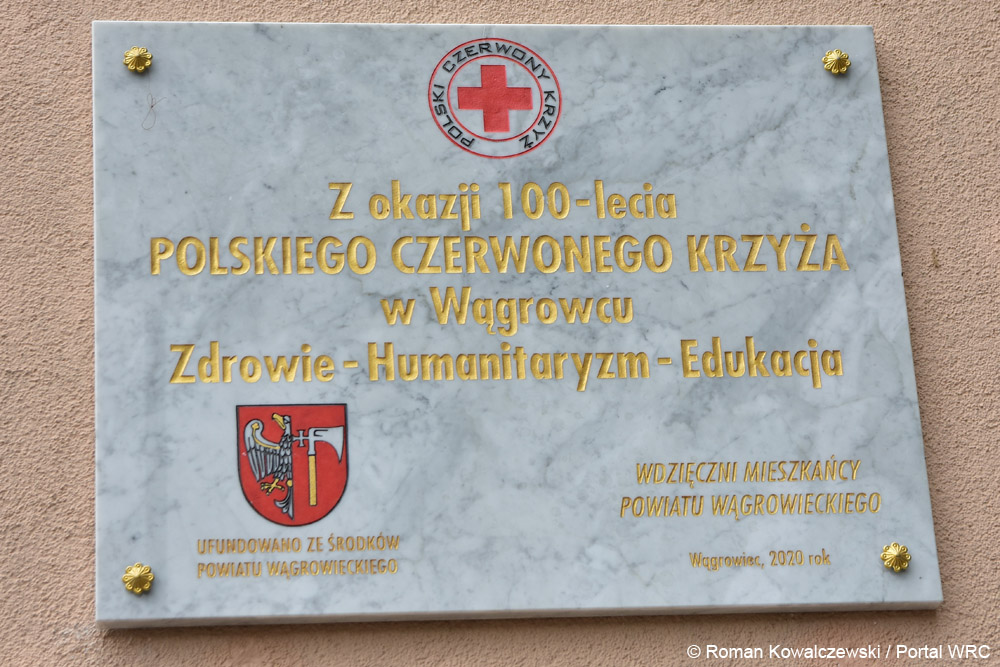 POLSKI CZERWONY KRZYŻ
Z okazji 100-lecia
POLSKIEGO CZERWONEGO KRZYŻA
w Wągrowcu
Zdrowie - Humanitaryzm - Edukacja
WDZIĘCZNI MIESZKAŃCY
POWIATU WĄGROWIECKIEGO
UFUNDOWANO ZE ŚRODKÓW
POWIATU WĄGROWIECKIEGO
Wągrowiec, 2020 rok
© Roman Kowalczewski / Portal WRC